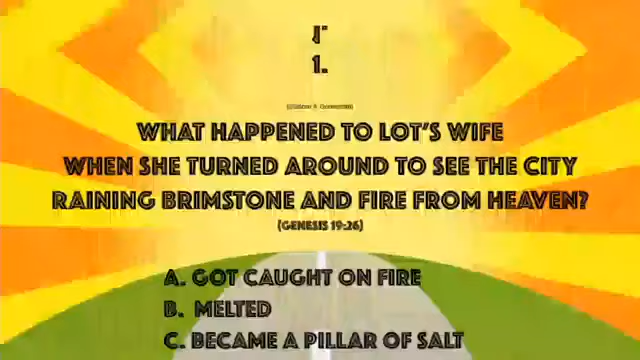 1.
WHAT HAPPENED TO LOT'S WIFE
WHEN SHE TURNED AROUND TO SEE THE CITY
RAINING BRIMSTONE AND FIRE FROM HEAVEN?
(GENESIS 19:26)
A. GOT CAUGHT ON FIRE
B. MELTED
C. BECAME A PILLAR OF SALT